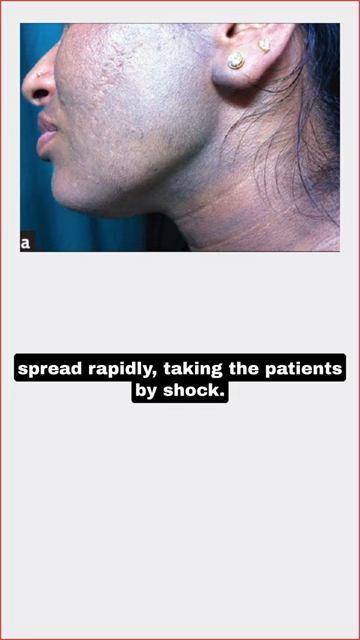 a
spread rapidly, taking the patients
by shock.